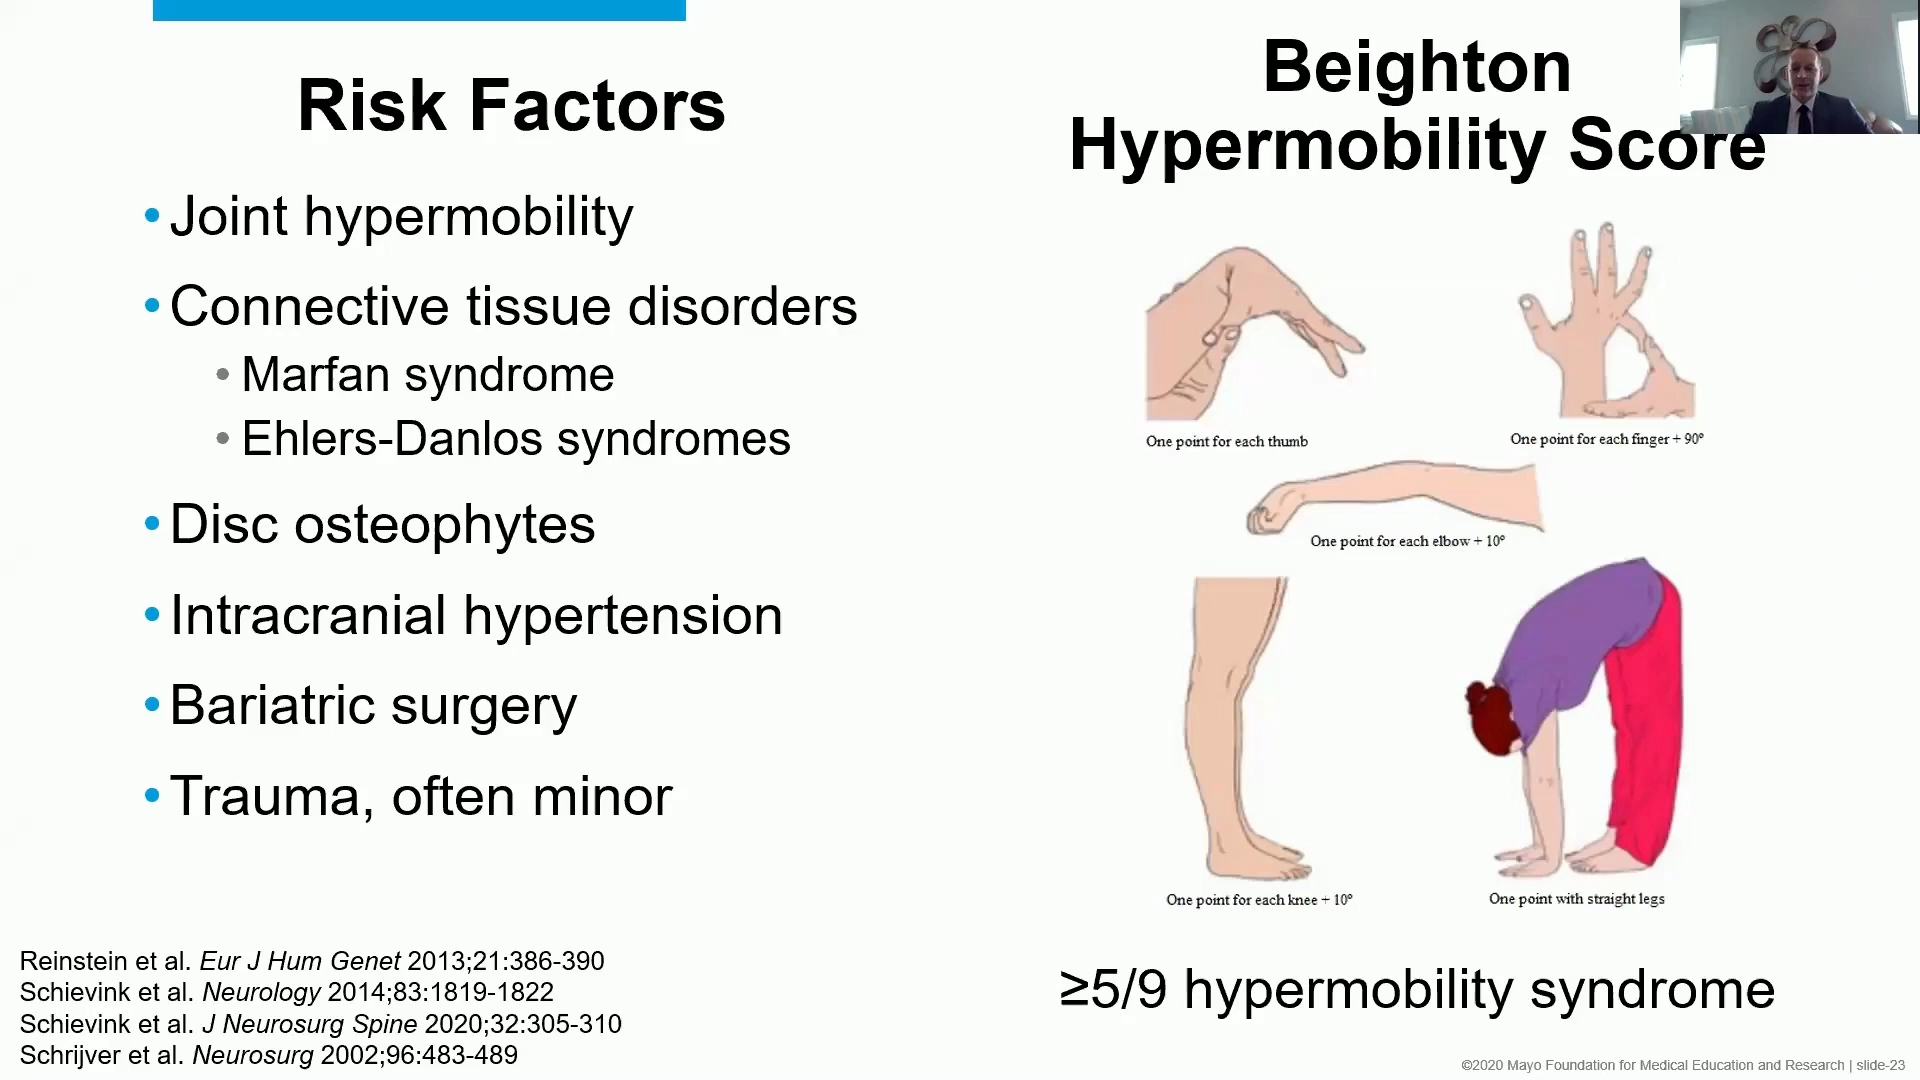 Risk Factors
• Joint hypermobility
• Connective tissue disorders
• Marfan syndrome
• Ehlers-Danlos syndromes
• Disc osteophytes
• Intracranial hypertension
• Bariatric surgery
• Trauma, often minor
Reinstein et al. Eur J Hum Genet 2013;21:386-390
Schievink et al. Neurology 2014;83:1819-1822
Schievink et al. J Neurosurg Spine 2020;32:305-310
Schrijver et al. Neurosurg 2002;96:483-489
Beighton
Hypermobility Score
One point for each thumb
One point for each finger + 90º
One point for each elbow + 10º
One point for each knee + 10º
One point with straight legs
≥5/9 hypermobility syndrome
©2020 Mayo Foundation for Medical Education and Research | slide-23